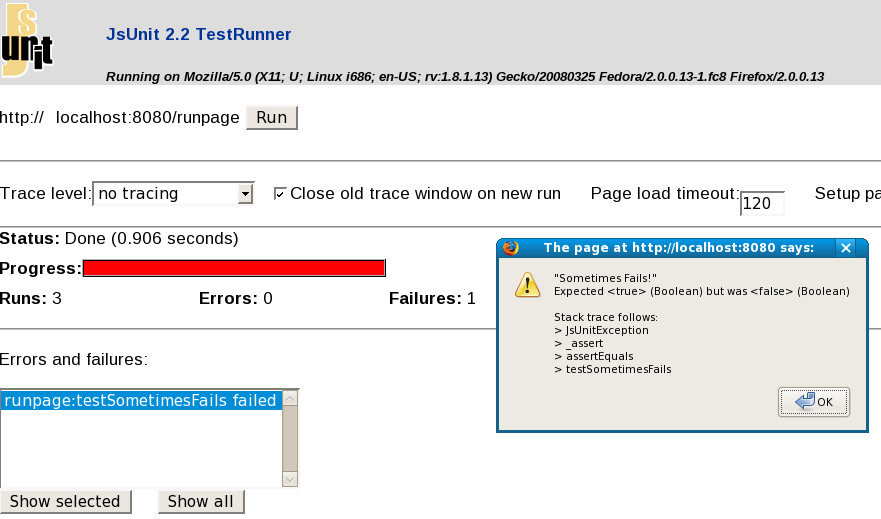 JS
unit
JsUnit 2.2 TestRunner
Running on Mozilla/5.0 (X11; U; Linux i686; en-US; rv:1.8.1.13) Gecko/20080325 Fedora/2.0.0.13-1.fc8 Firefox/2.0.0.13
http:// localhost:8080/runpage Run
Trace level: no tracing Close old trace window on new run Page load timeout: 120 Setup pa
Status: Done (0.906 seconds)
Progress:
Runs: 3 Errors: 0 Failures: 1
Errors and failures:
runpage:testSometimesFails failed
Show selected Show all
The page at http://localhost:8080 says:
"Sometimes Fails!"
Expected <true> (Boolean) but was <false> (Boolean)
Stack trace follows:
> JsUnitException
> _assert
> assertEquals
> testSometimesFails
OK